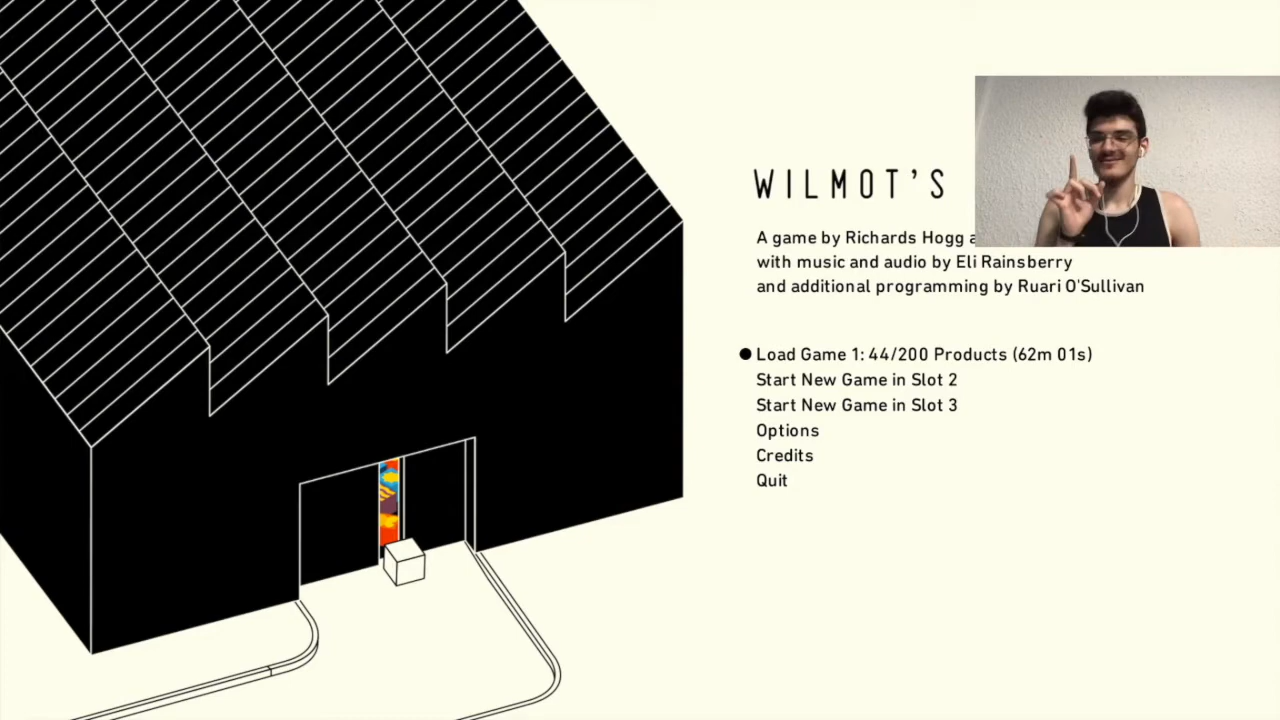 WILMOT'S
A game by Richards Hogg a
with music and audio by Eli Rainsberry
and additional programming by Ruari O'Sullivan
Load Game 1: 44/200 Products (62m 01s)
Start New Game in Slot 2
Start New Game in Slot 3
Options
Credits
Quit